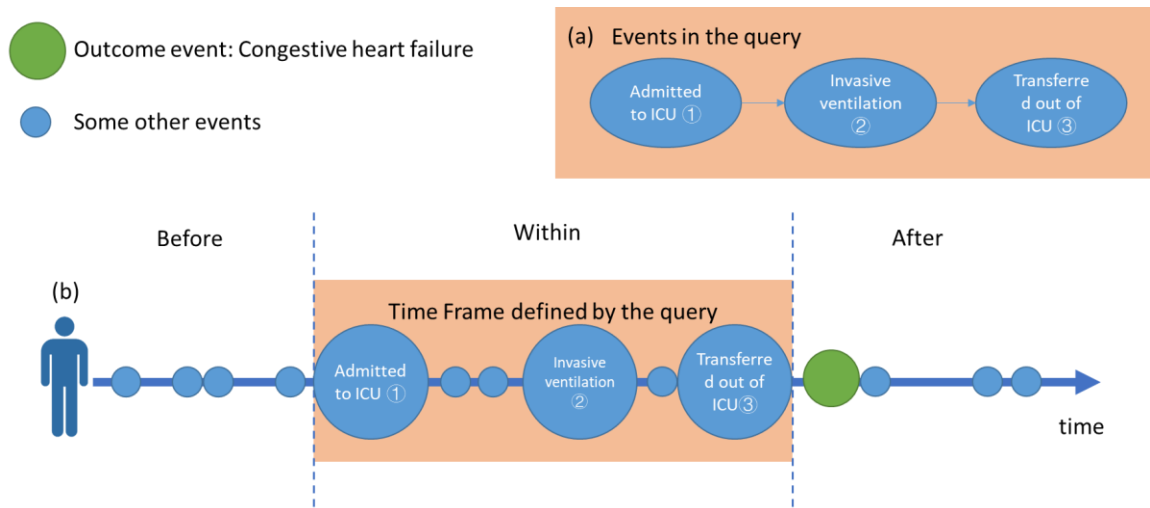 Outcome event: Congestive heart failure
Some other events
(a) Events in the query
Admitted
to ICU ①
Invasive
ventilation
②
Transferre
d out of
ICU ③
Before
Within
After
(b)
Time Frame defined by the query
Admitted
to ICU ①
Invasive
ventilation
②
Transferre
d out of
ICU③
time